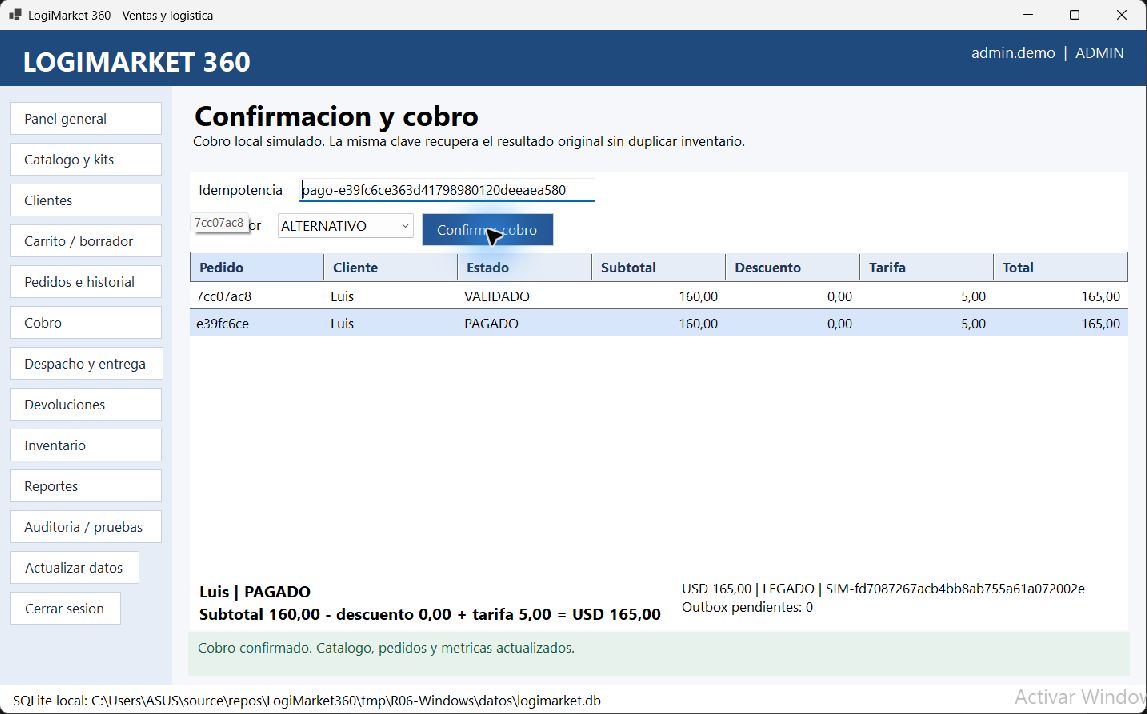 LogiMarket 360 - Ventas y logistica
LOGIMARKET 360
admin.demo | ADMIN
Panel general
Catalogo y kits
Clientes
Carrito / borrador
Pedidos e historial
Cobro
Despacho y entrega
Devoluciones
Inventario
Reportes
Auditoria / pruebas
Actualizar datos
Cerrar sesion
Confirmacion y cobro
Cobro local simulado. La misma clave recupera el resultado original sin duplicar inventario.
Idempotencia pago-e39fc6ce363d41798980120deeaea580
7cc07ac8 or ALTERNATIVO cobro
Pedido Cliente Estado Subtotal Descuento Tarifa Total
7cc07ac8 Luis VALIDADO 160,00 0,00 5,00 165,00
e39fc6ce Luis PAGADO 160,00 0,00 5,00 165,00
Luis | PAGADO
Subtotal 160,00 - descuento 0,00 + tarifa 5,00 = USD 165,00
USD 165,00 | LEGADO | SIM-fd7087267acb4bb8ab755a61a072002e
Outbox pendientes: 0
Cobro confirmado. Catalogo, pedidos y metricas actualizados.
SQLite local: C:\Users\ASUS\source\repos\LogiMarket360\tmp\R06-Windows\datos\logimarket.db
Activar Window